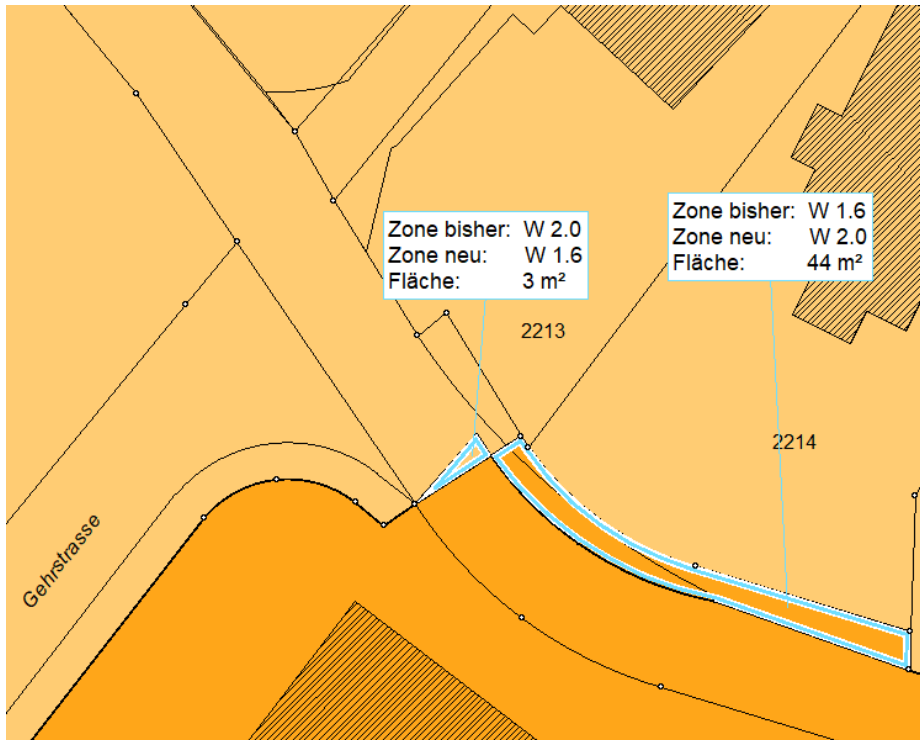 Zone bisher: W 2.0
Zone neu: W 1.6
Fläche: 3 m²
Zone bisher: W 1.6
Zone neu: W 2.0
Fläche: 44 m²
2213
2214
Gehrstrasse